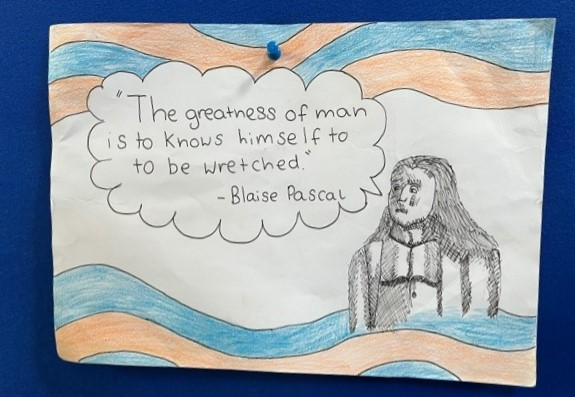 "The greatness of man
is to knows himself to
to be wretched."
- Blaise Pascal